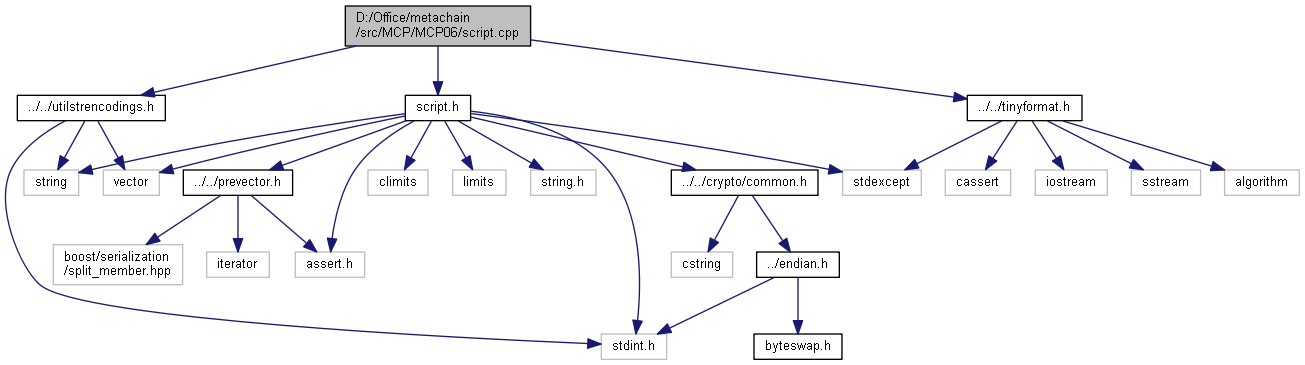 D:/Office/metachain
/src/MCP/MCP06/script.cpp
../../utilstrencodings.h
script.h
../../tinyformat.h
string
vector
../../prevector.h
climits
limits
string.h
../../crypto/common.h
stdexcept
cassert
iostream
sstream
algorithm
boost/serialization
/split_member.hpp
iterator
assert.h
cstring
../endian.h
stdint.h
byteswap.h